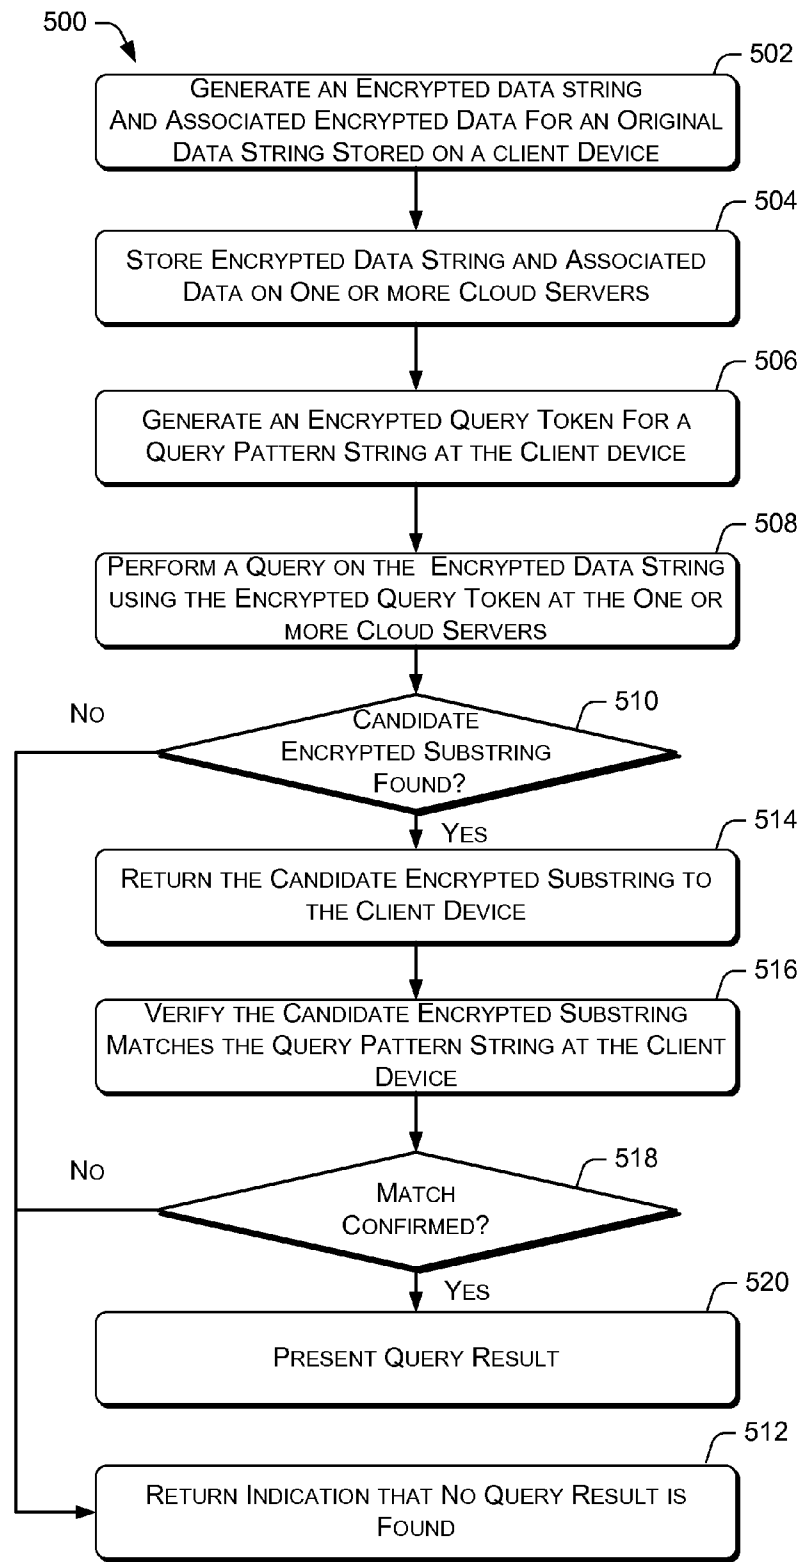 500
502
GENERATE AN ENCRYPTED DATA STRING
AND ASSOCIATED ENCRYPTED DATA FOR AN ORIGINAL
DATA STRING STORED ON A CLIENT DEVICE
504
STORE ENCRYPTED DATA STRING AND ASSOCIATED
DATA ON ONE OR MORE CLOUD SERVERS
506
GENERATE AN ENCRYPTED QUERY TOKEN FOR A
QUERY PATTERN STRING AT THE CLIENT DEVICE
508
PERFORM A QUERY ON THE ENCRYPTED DATA STRING
USING THE ENCRYPTED QUERY TOKEN AT THE ONE OR
MORE CLOUD SERVERS
510
NO
CANDIDATE
ENCRYPTED SUBSTRING
FOUND?
YES
514
RETURN THE CANDIDATE ENCRYPTED SUBSTRING TO
THE CLIENT DEVICE
516
VERIFY THE CANDIDATE ENCRYPTED SUBSTRING
MATCHES THE QUERY PATTERN STRING AT THE CLIENT
DEVICE
518
NO
MATCH
CONFIRMED?
YES
520
PRESENT QUERY RESULT
512
RETURN INDICATION THAT NO QUERY RESULT IS
FOUND